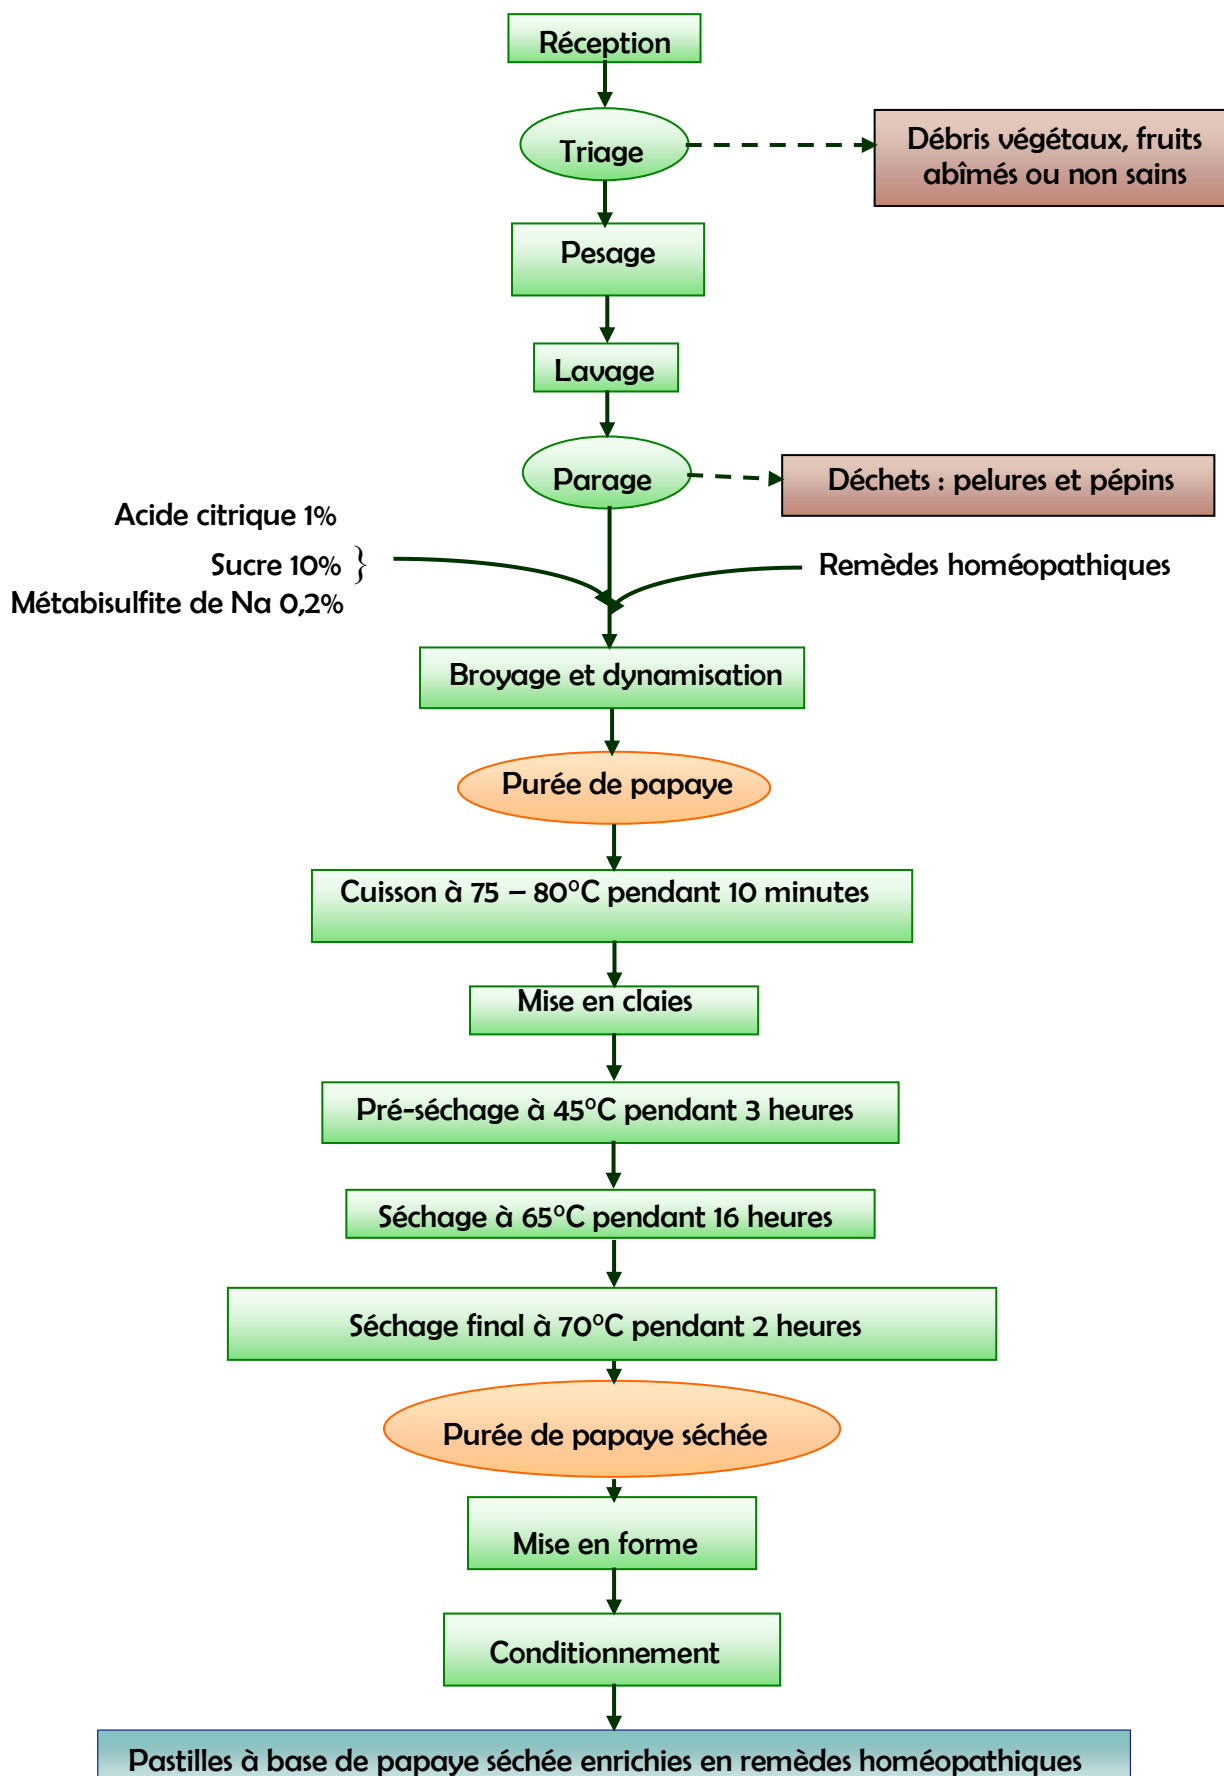 Réception
Triage
Débris végétaux, fruits
abîmés ou non sains
Pesage
Lavage
Parage
Déchets : pelures et pépins
Acide citrique 1%
Sucre 10% }
Métabisulfite de Na 0,2%
Remèdes homéopathiques
Broyage et dynamisation
Purée de papaye
Cuisson à 75 – 80°C pendant 10 minutes
Mise en claies
Pré-séchage à 45°C pendant 3 heures
Séchage à 65°C pendant 16 heures
Séchage final à 70°C pendant 2 heures
Purée de papaye séchée
Mise en forme
Conditionnement
Pastilles à base de papaye séchée enrichies en remèdes homéopathiques